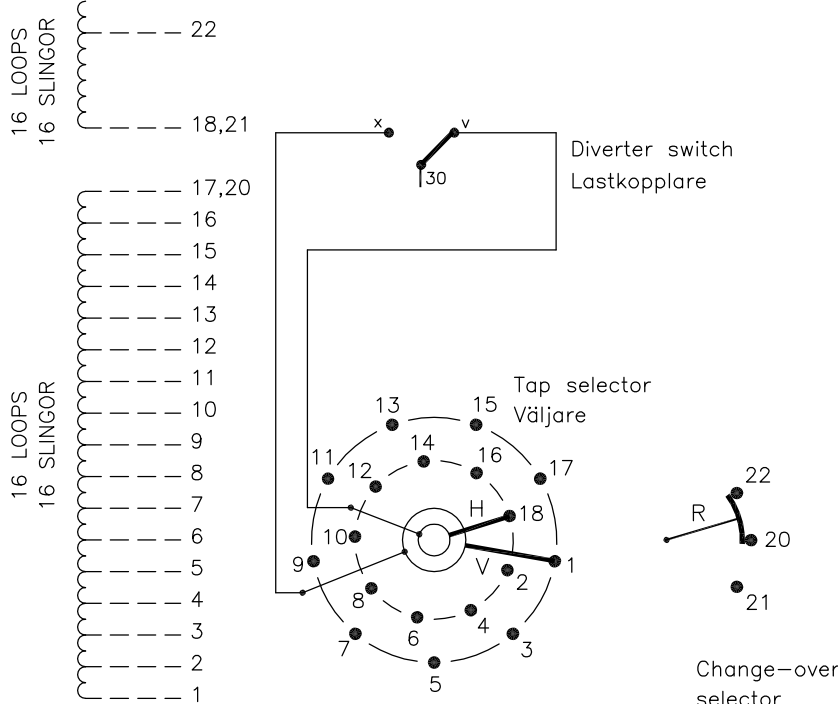 16 LOOPS
16 SLINGOR
22
18,21
17,20
16
15
14
13
12
11
10
9
8
7
6
5
4
3
2
1
16 LOOPS
16 SLINGOR
x
v
30
Diverter switch
Lastkopplare
Tap selector
Väljare
13
15
11
12
14
16
17
H
18
10
9
V
1
2
8
6
4
7
3
5
22
R
20
21
Change-over
selector